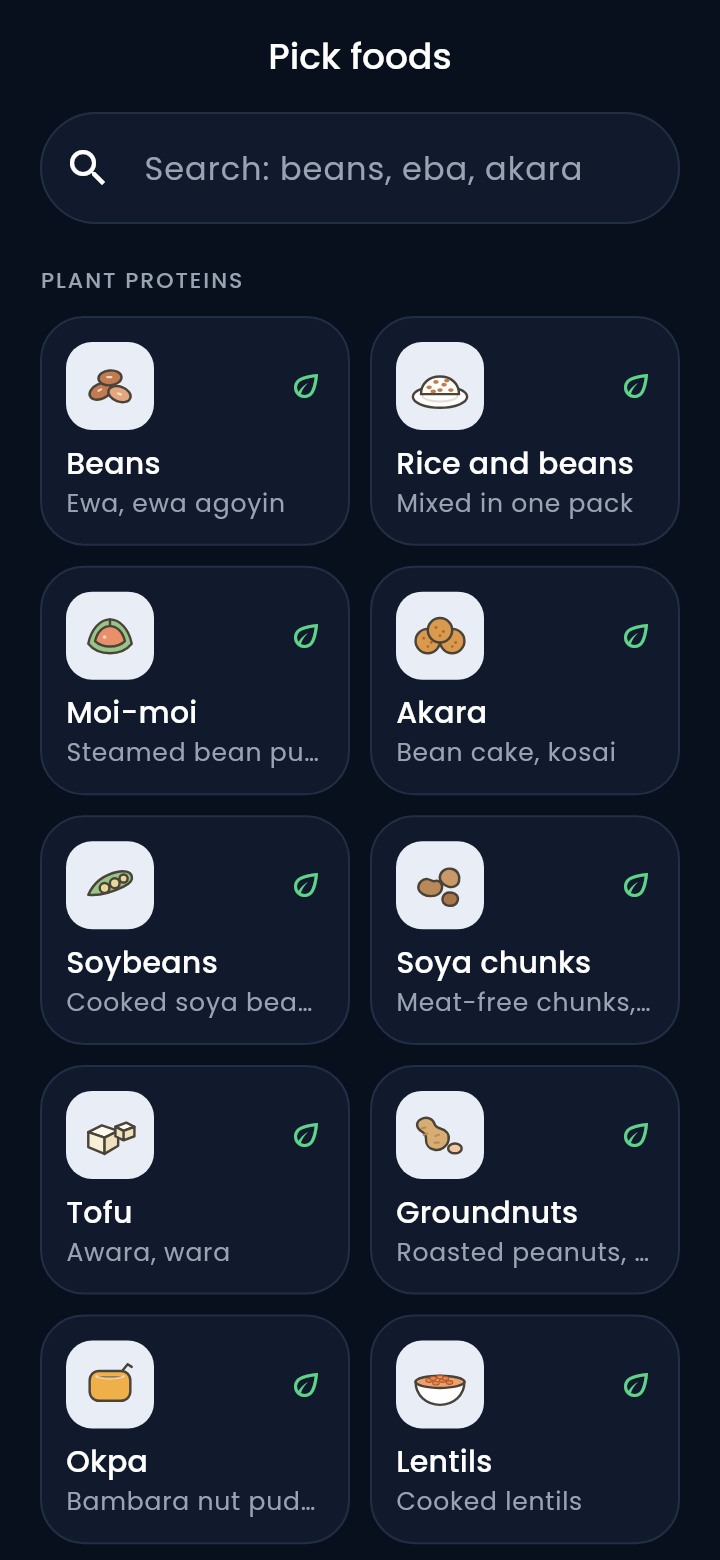 Pick foods
Search: beans, eba, akara
PLANT PROTEINS
Beans
Ewa, ewa agoyin
Rice and beans
Mixed in one pack
Moi-moi
Steamed bean pu…
Akara
Bean cake, kosai
Soybeans
Cooked soya bea…
Soya chunks
Meat-free chunks,…
Tofu
Awara, wara
Groundnuts
Roasted peanuts, …
Okpa
Bambara nut pud…
Lentils
Cooked lentils